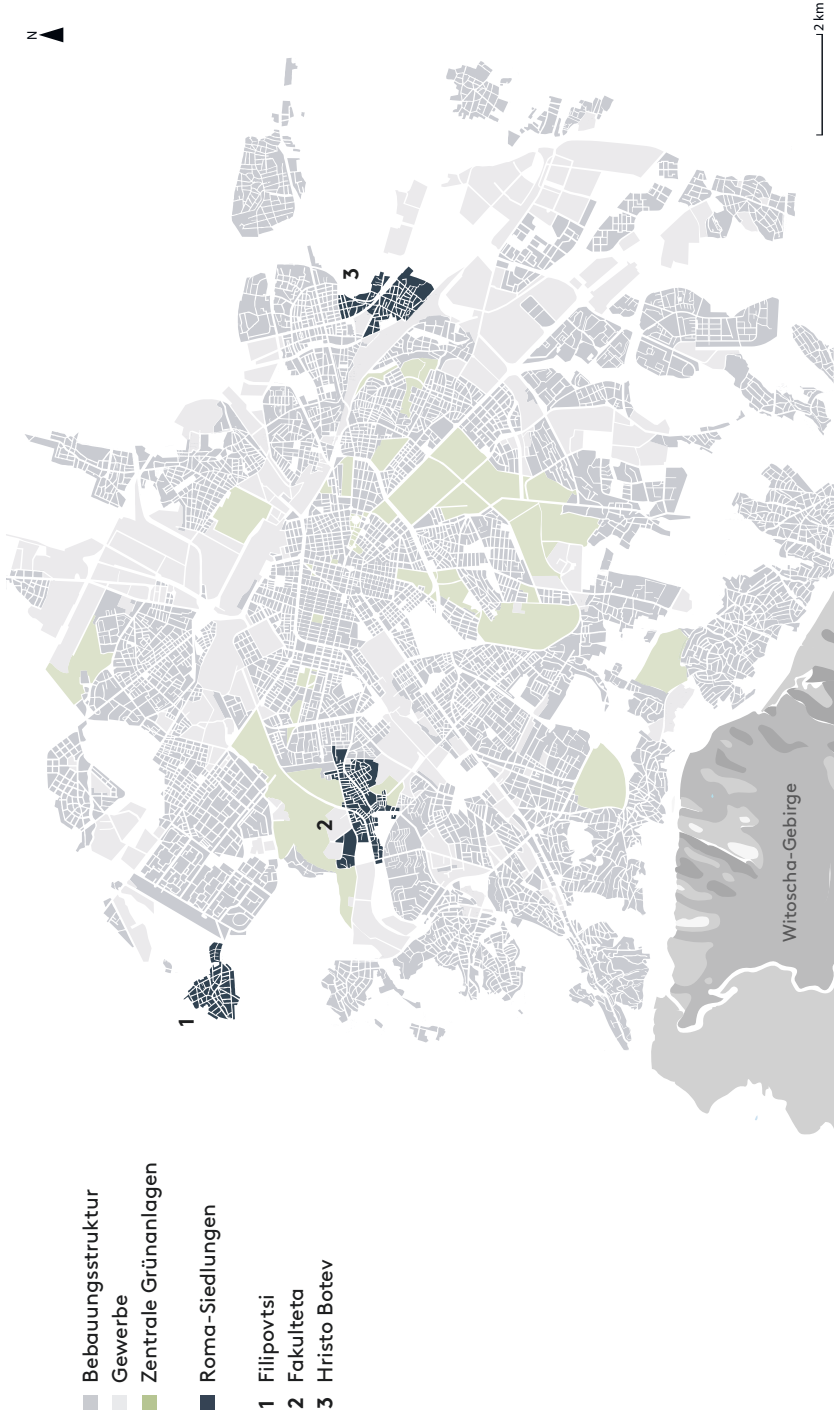 Bebauungsstruktur
Gewerbe
Zentrale Grünanlagen
Roma-Siedlungen
1 Filipovtsi
2 Fakulteta
3 Hristo Botev
1
2
3
Witoscha-Gebirge
N
2 km